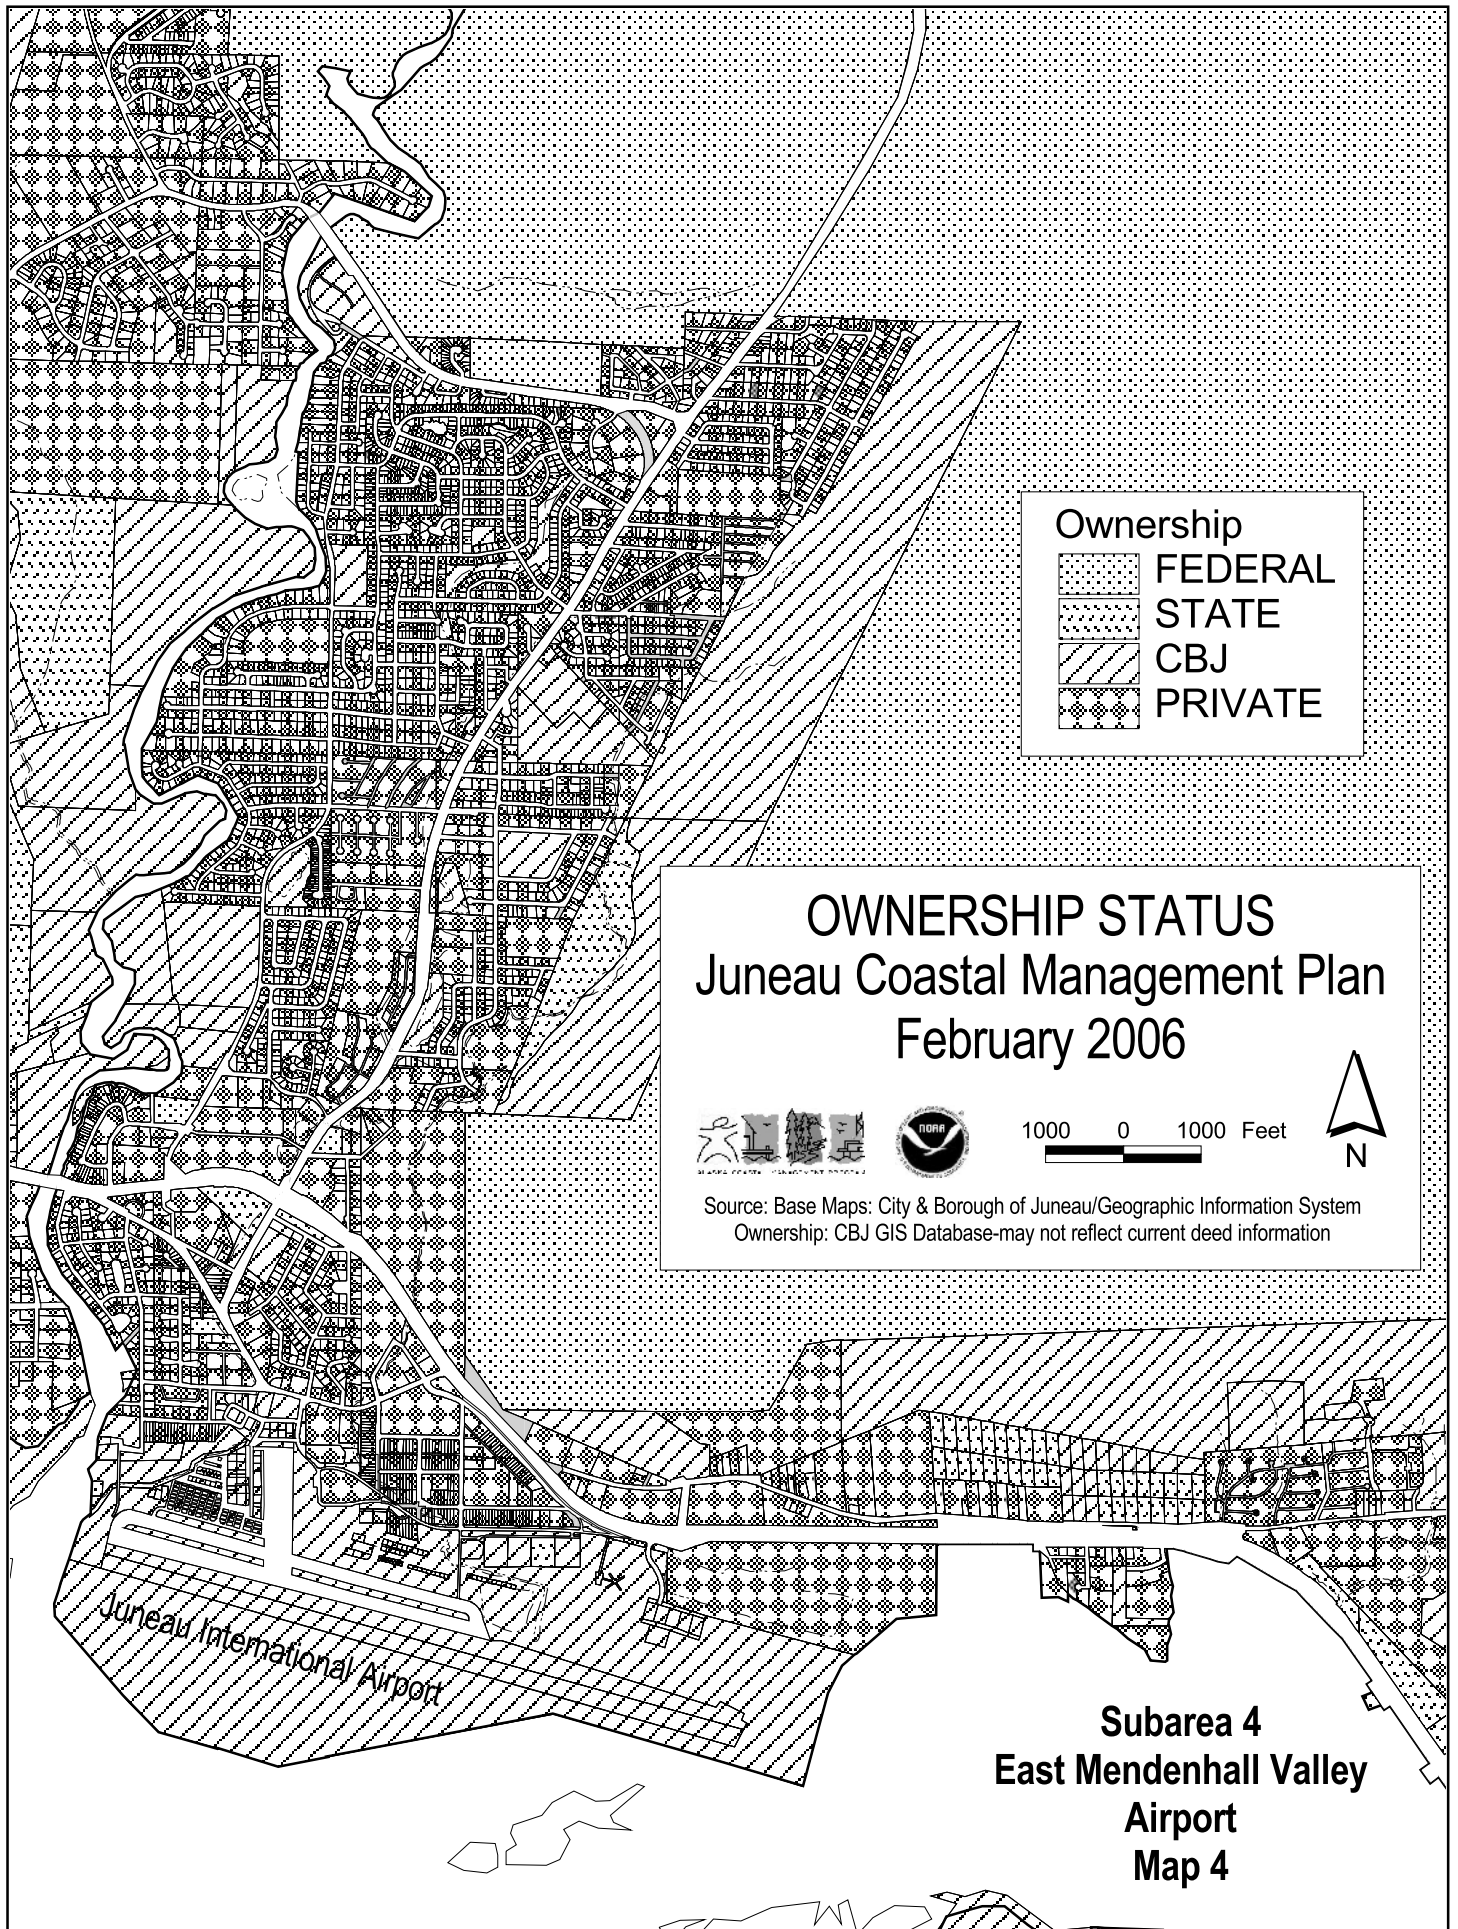 Ownership
FEDERAL
STATE
CBJ
PRIVATE
OWNERSHIP STATUS
Juneau Coastal Management Plan
February 2006
NOAA
1000 0 1000 Feet
N
Source: Base Maps: City & Borough of Juneau/Geographic Information System
Ownership: CBJ GIS Database-may not reflect current deed information
Juneau International Airport
Subarea 4
East Mendenhall Valley
Airport
Map 4